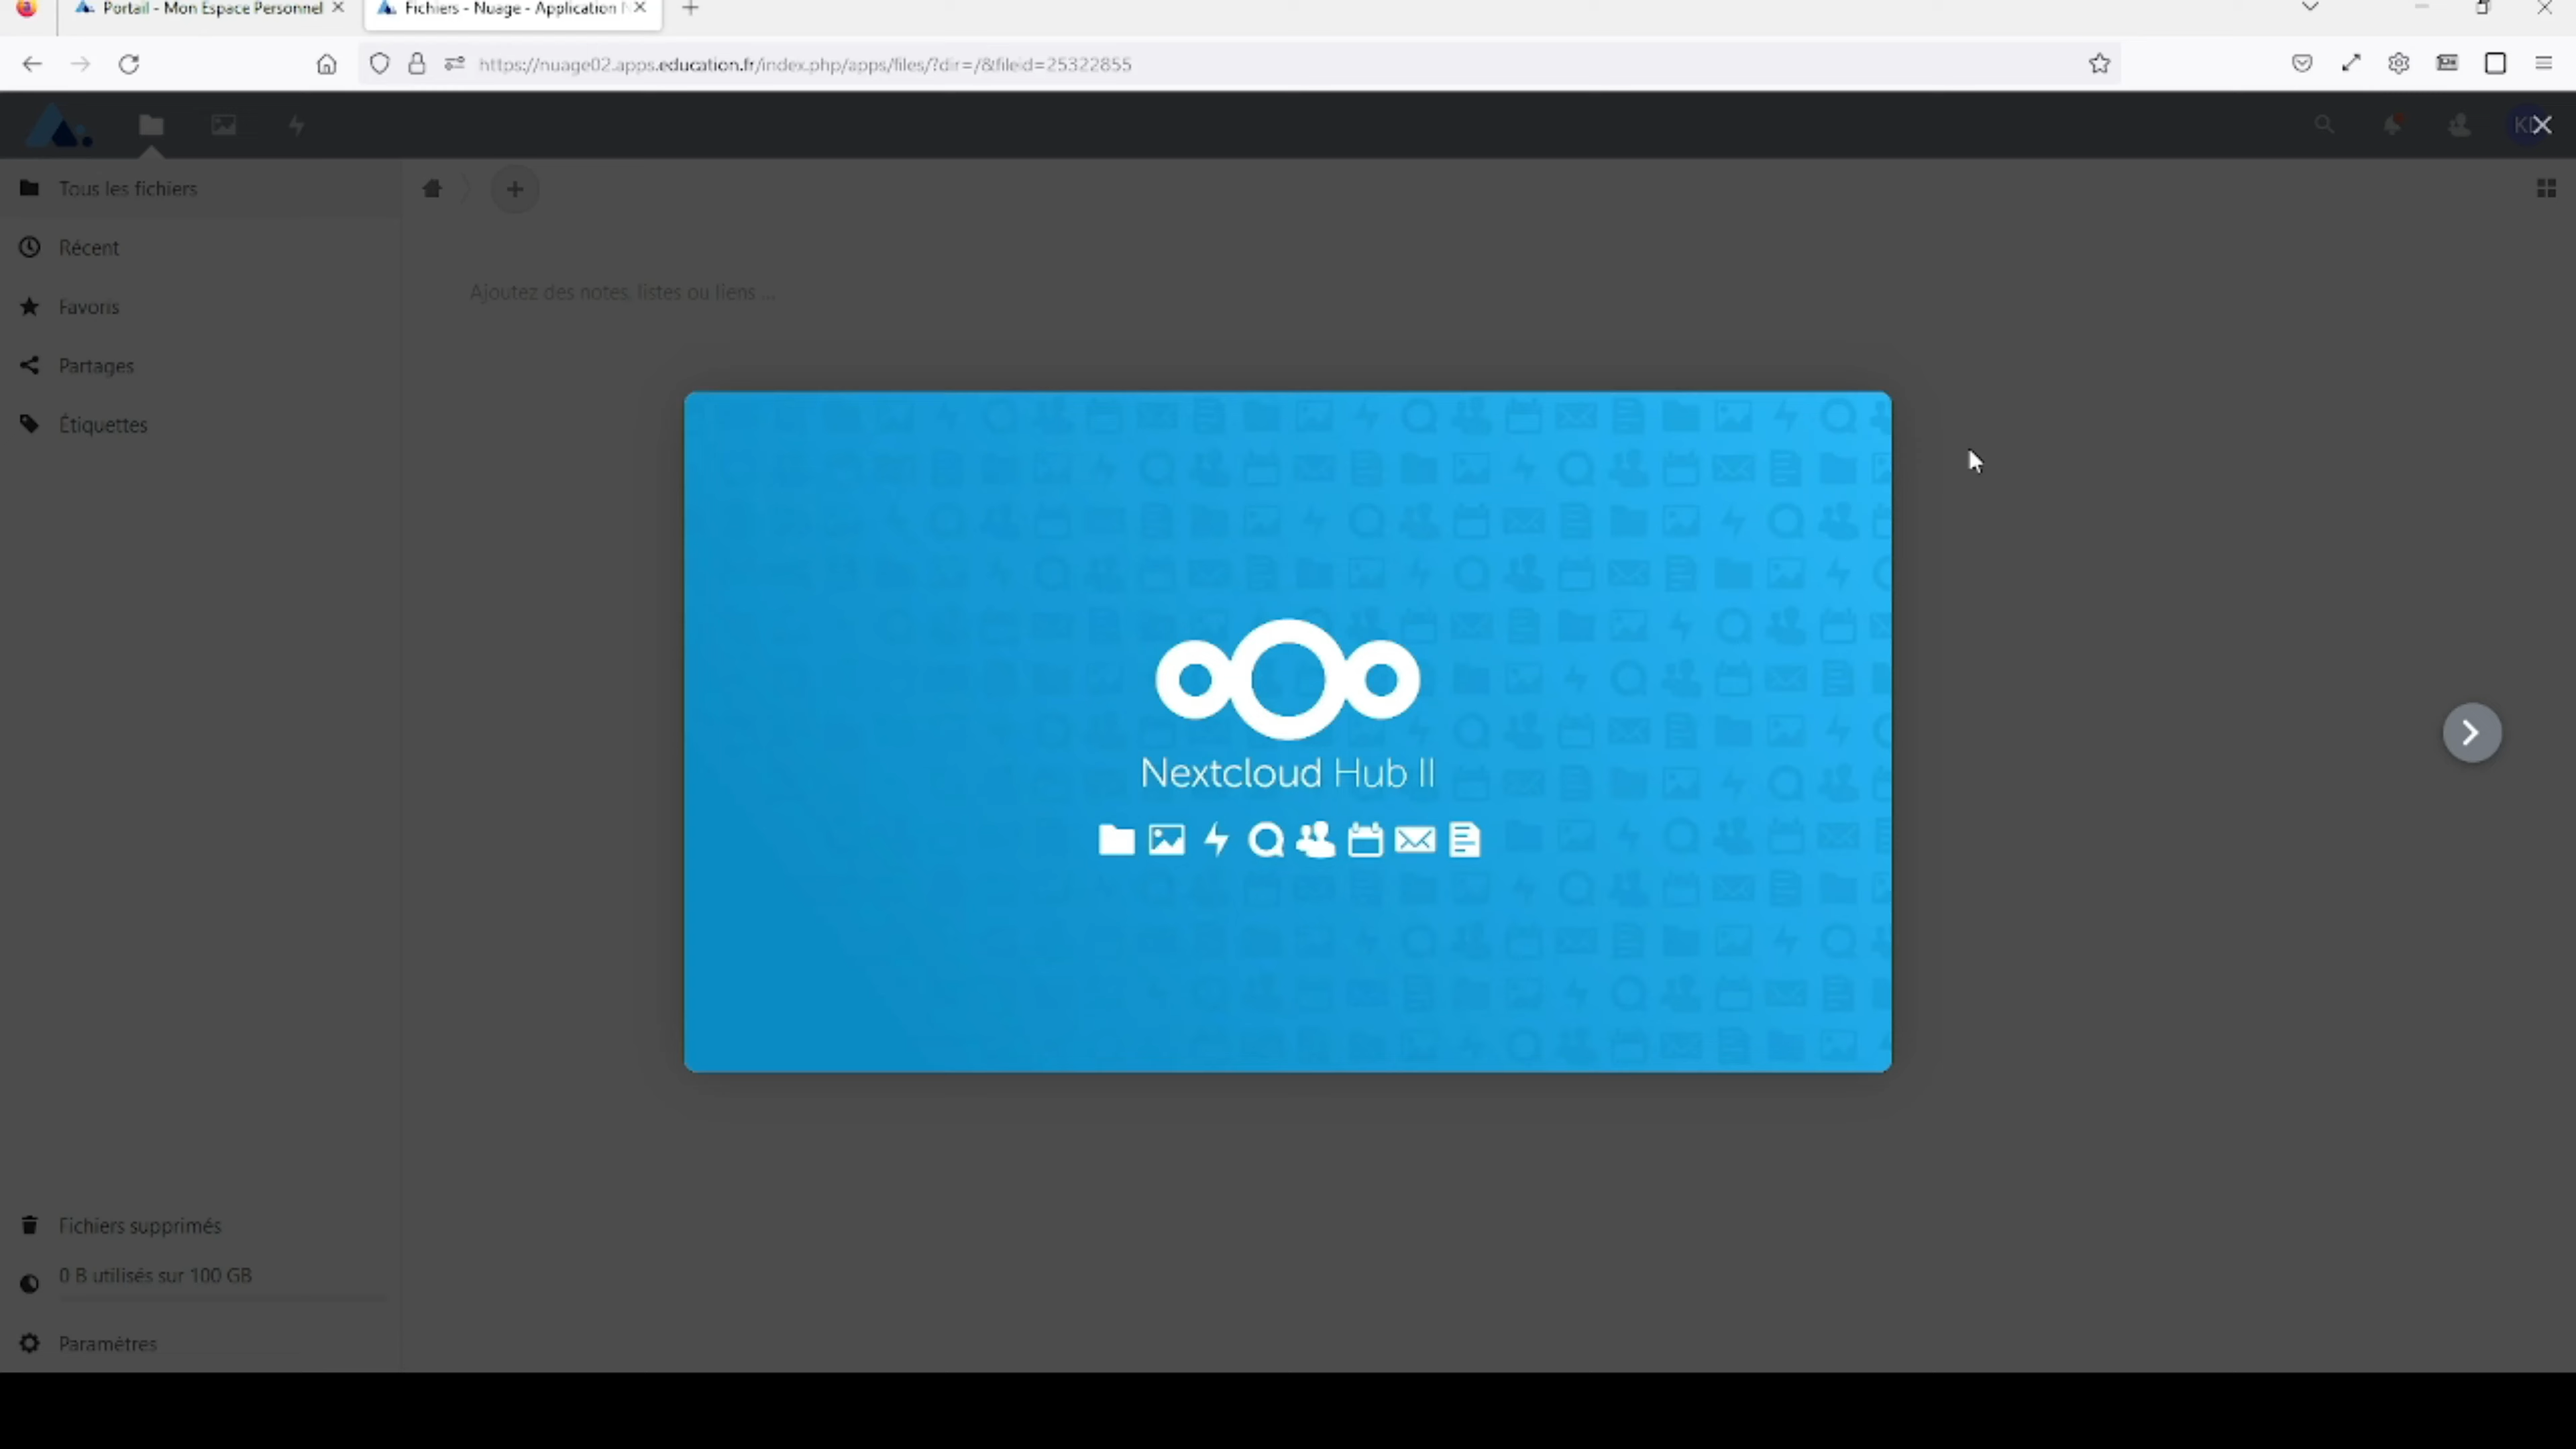 Portail - Mon Espace Personnel
Fichiers - Nuage - Application
https://nuage02.apps.education.fr/index.php/apps/files/?dir=/&fileid=25322855
Tous les fichiers
Récent
Favoris
Partages
Étiquettes
Ajoutez des notes, listes ou liens ...
Nextcloud Hub II
Fichiers supprimés
0 B utilisés sur 100 GB
Paramètres